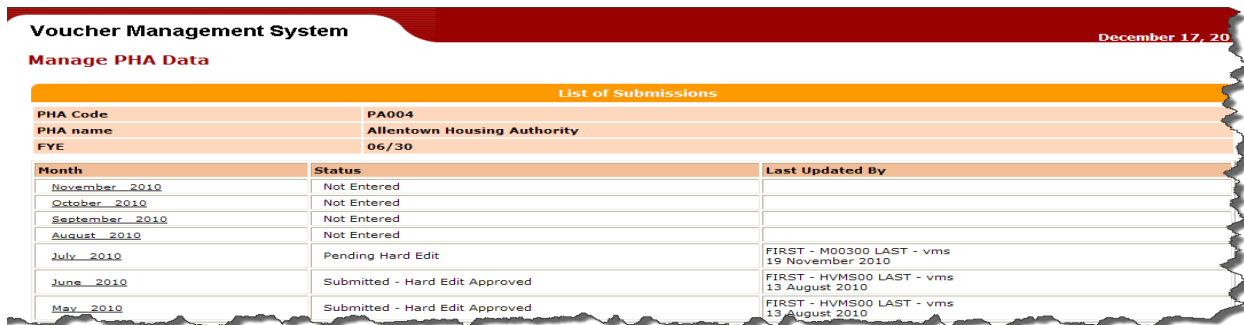 Voucher Management System
December 17, 20
Manage PHA Data
List of Submissions
PHA Code PA004
PHA name Allentown Housing Authority
FYE 06/30
Month Status Last Updated By
November 2010 Not Entered
October 2010 Not Entered
September 2010 Not Entered
August 2010 Not Entered
July 2010 Pending Hard Edit FIRST - M00300 LAST - vms
19 November 2010
June 2010 Submitted - Hard Edit Approved FIRST - HVMS00 LAST - vms
13 August 2010
May 2010 Submitted - Hard Edit Approved FIRST - HVMS00 LAST - vms
13 August 2010